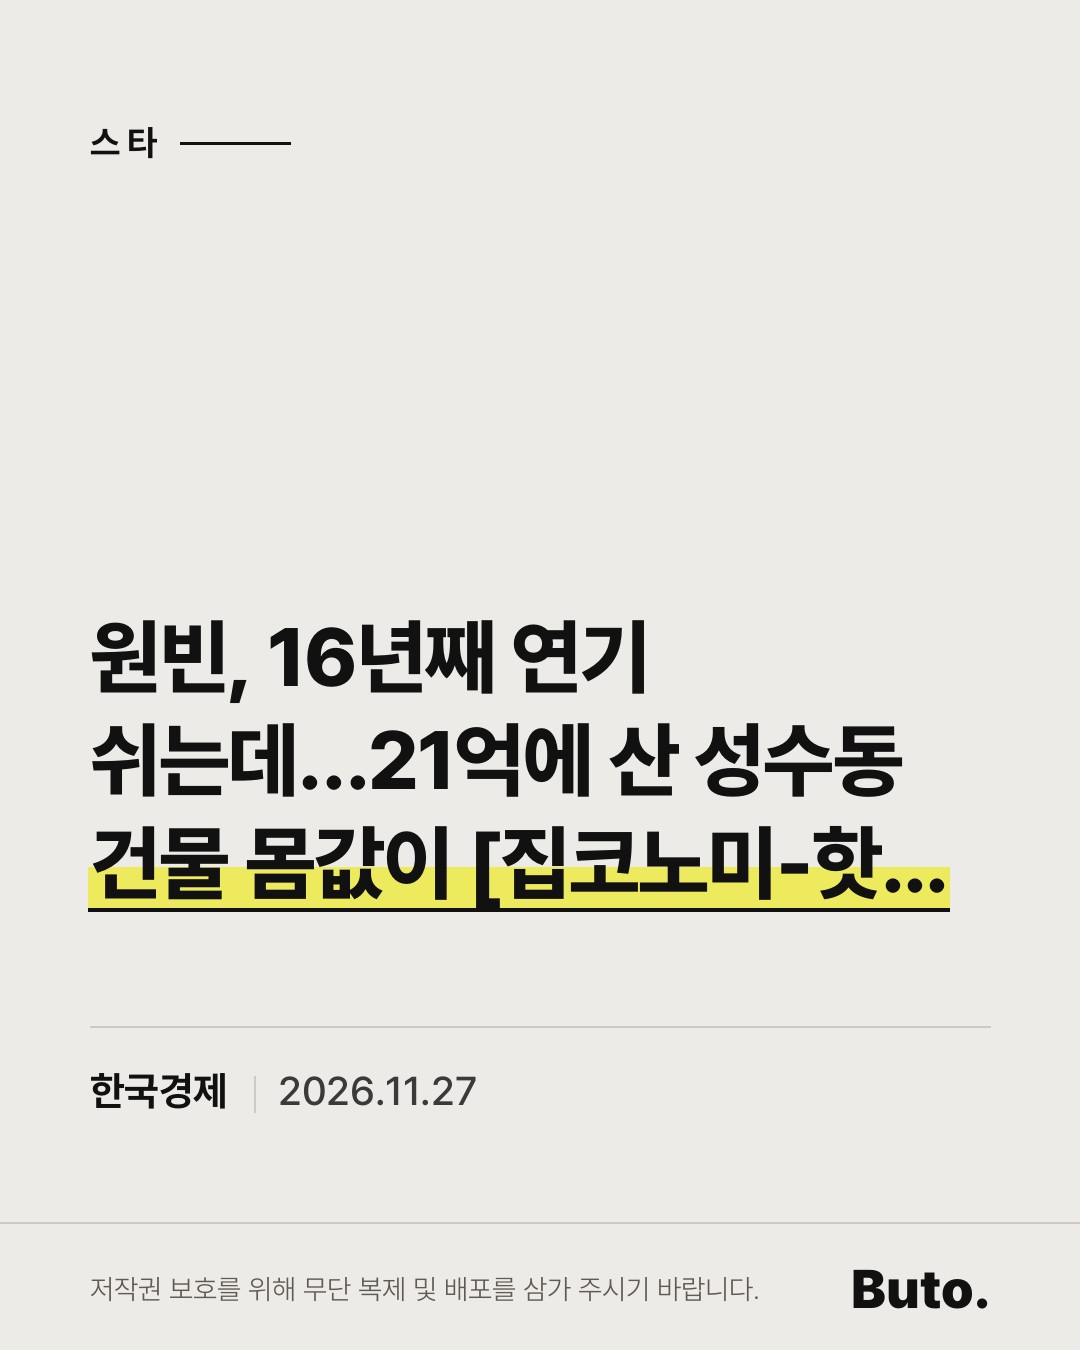 스타
원빈, 16년째 연기
쉬는데...21억에 산 성수동
건물 몸값이 [집코노미-핫...
한국경제 | 2026.11.27
저작권 보호를 위해 무단 복제 및 배포를 삼가 주시기 바랍니다.
Buto.